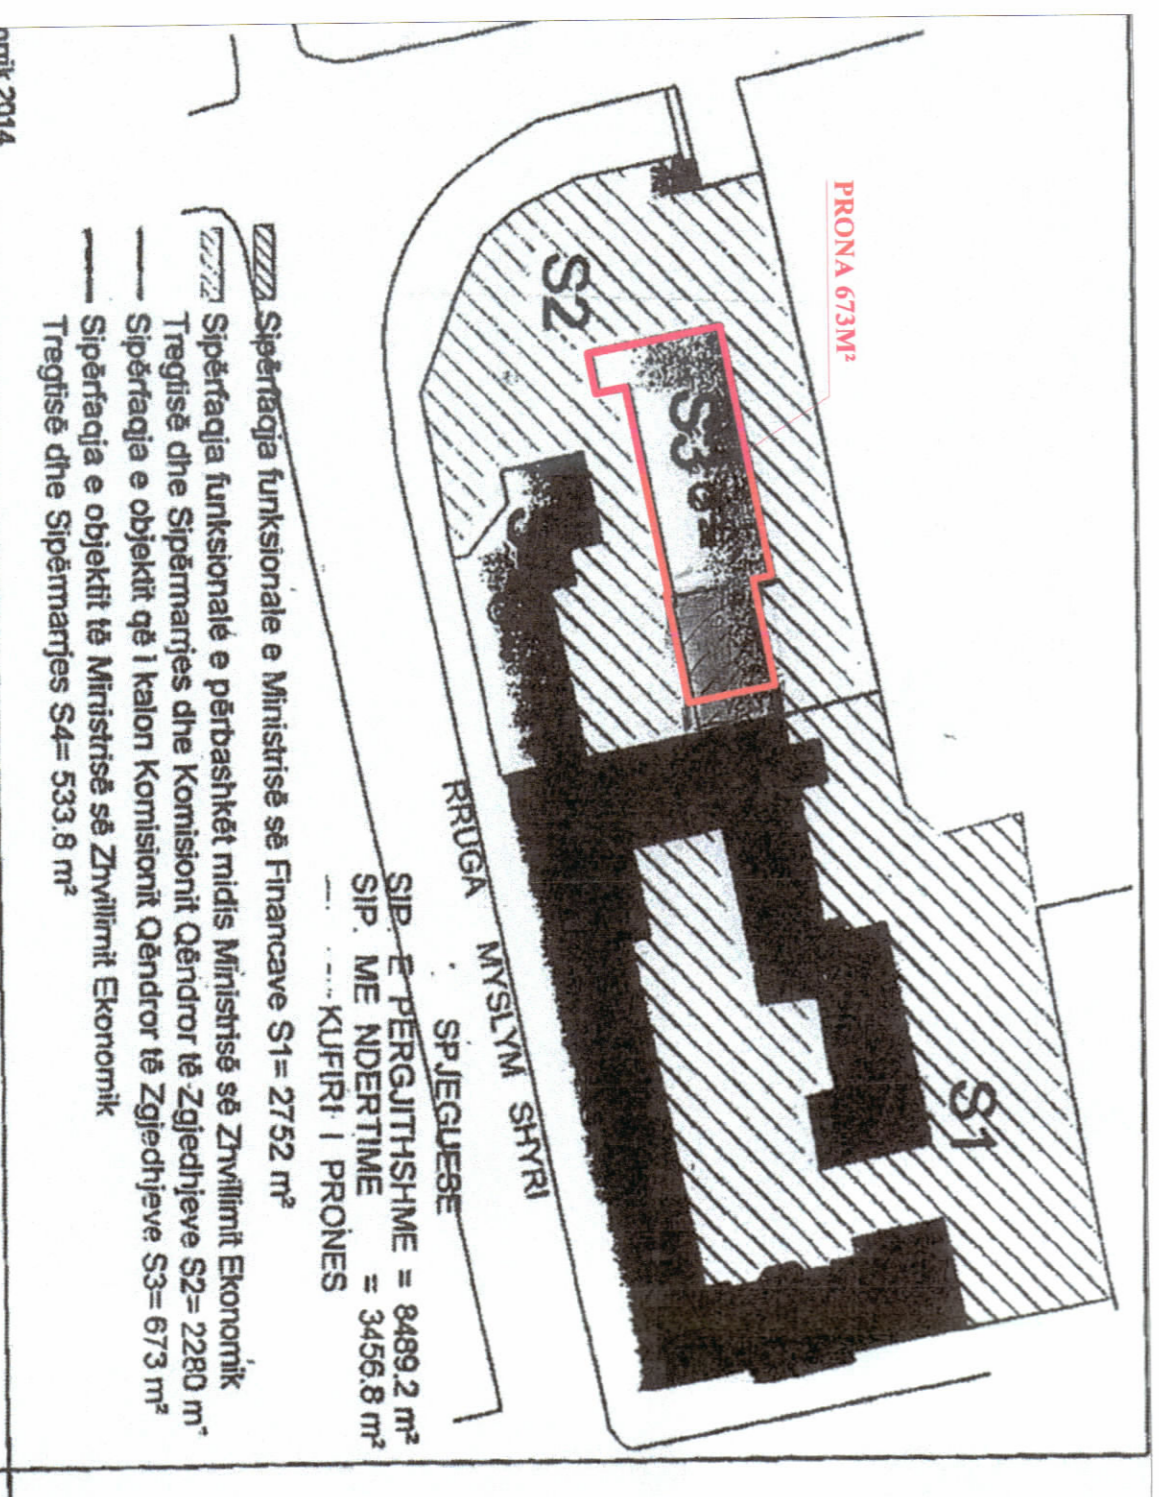 PRONA 673M²
S1
S2
S3
RRUGA MYSLYM SHYRI
SPJEGUESE
SIP. E PERGJITHSHME = 8489.2 m²
SIP. ME NDERTIME = 3456.8 m²
KUFIRI I PRONES
Sipërfaqja funksionale e Ministrisë së Financave S1= 2752 m²
Sipërfaqja funksionale e përbashkët midis Ministrisë së Zhvillimit Ekonomik
Tregtisë dhe Sipërmarrjes dhe Komisionit Qëndror të Zgjedhjeve S2= 2280 m²
Sipërfaqja e objektit që i kalon Komisionit Qëndror të Zgjedhjeve S3= 673 m²
Sipërfaqja e objektit të Ministrisë së Zhvillimit Ekonomik
Tregtisë dhe Sipërmarrjes S4= 533.8 m²
2014